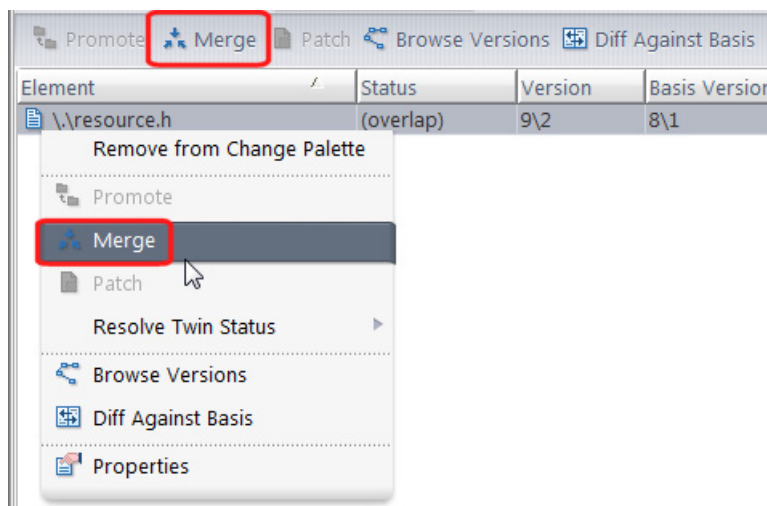 Promote Merge Patch Browse Versions Diff Against Basis
Element Status Version Basis Version
\.\resource.h (overlap) 9\2 8\1
Remove from Change Palette
Promote
Merge
Patch
Resolve Twin Status
Browse Versions
Diff Against Basis
Properties